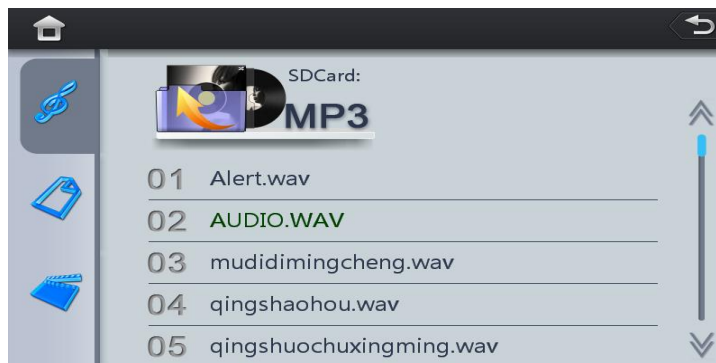 SDCard:
MP3
01 Alert.wav
02 AUDIO.WAV
03 mudidimingcheng.wav
04 qingshaohou.wav
05 qingshuochuxingming.wav